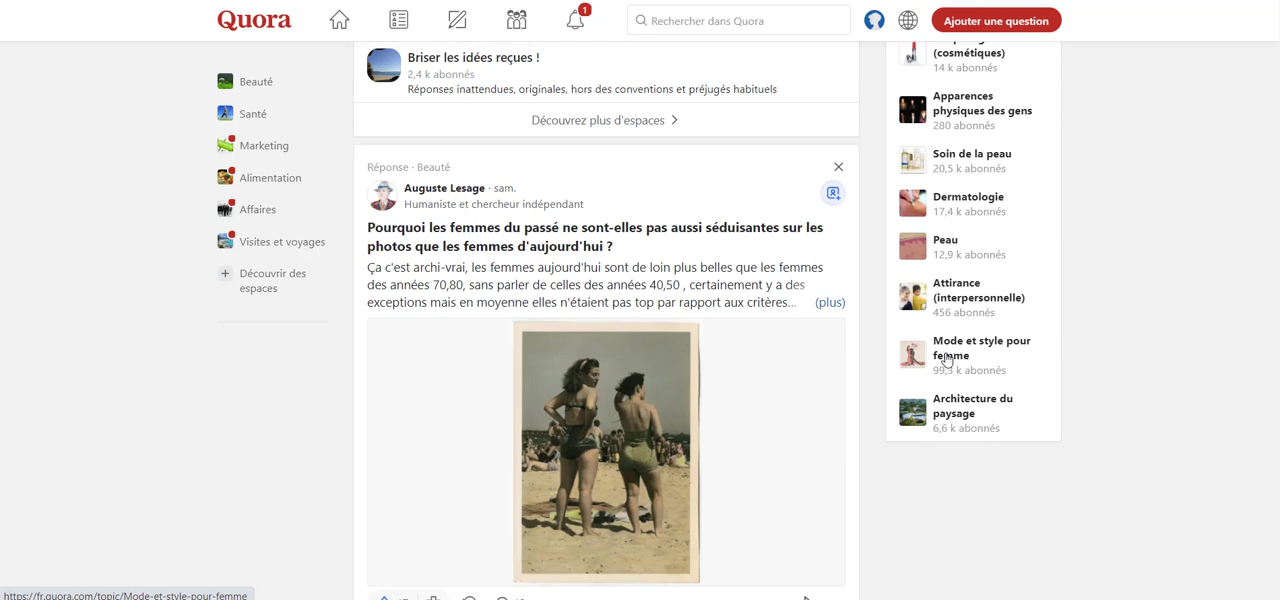 Quora
1
Rechercher dans Quora
Ajouter une question
Beauté
Santé
Marketing
Alimentation
Affaires
Visites et voyages
+ Découvrir des
espaces
Briser les idées reçues !
2,4 k abonnés
Réponses inattendues, originales, hors des conventions et préjugés habituels
Découvrez plus d'espaces
Réponse · Beauté
Auguste Lesage · sam.
Humaniste et chercheur indépendant
Pourquoi les femmes du passé ne sont-elles pas aussi séduisantes sur les
photos que les femmes d'aujourd'hui ?
Ça c'est archi-vrai, les femmes aujourd'hui sont de loin plus belles que les femmes
des années 70,80, sans parler de celles des années 40,50 , certainement y a des
exceptions mais en moyenne elles n'étaient pas top par rapport aux critères... (plus)
(cosmétiques)
14 k abonnés
Apparences
physiques des gens
280 abonnés
Soin de la peau
20,5 k abonnés
Dermatologie
17,4 k abonnés
Peau
12,9 k abonnés
Attirance
(interpersonnelle)
456 abonnés
Mode et style pour
femme
99,3 k abonnés
Architecture du
paysage
6,6 k abonnés
https://fr.quora.com/topic/Mode-et-style-pour-femme